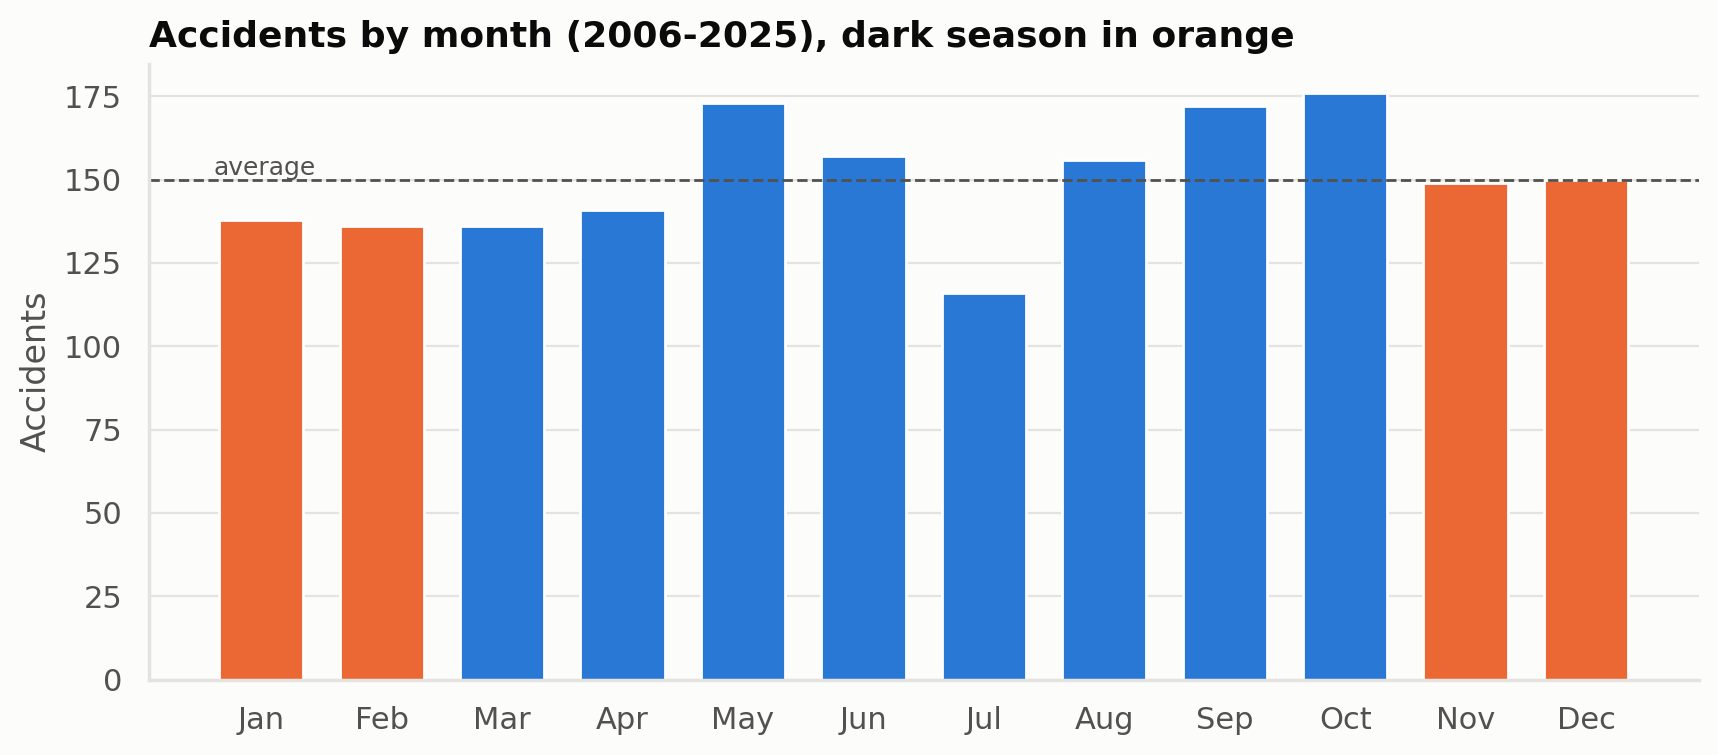 Accidents by month (2006-2025), dark season in orange
Accidents
175
150
125
100
75
50
25
0
average
Jan Feb Mar Apr May Jun Jul Aug Sep Oct Nov Dec